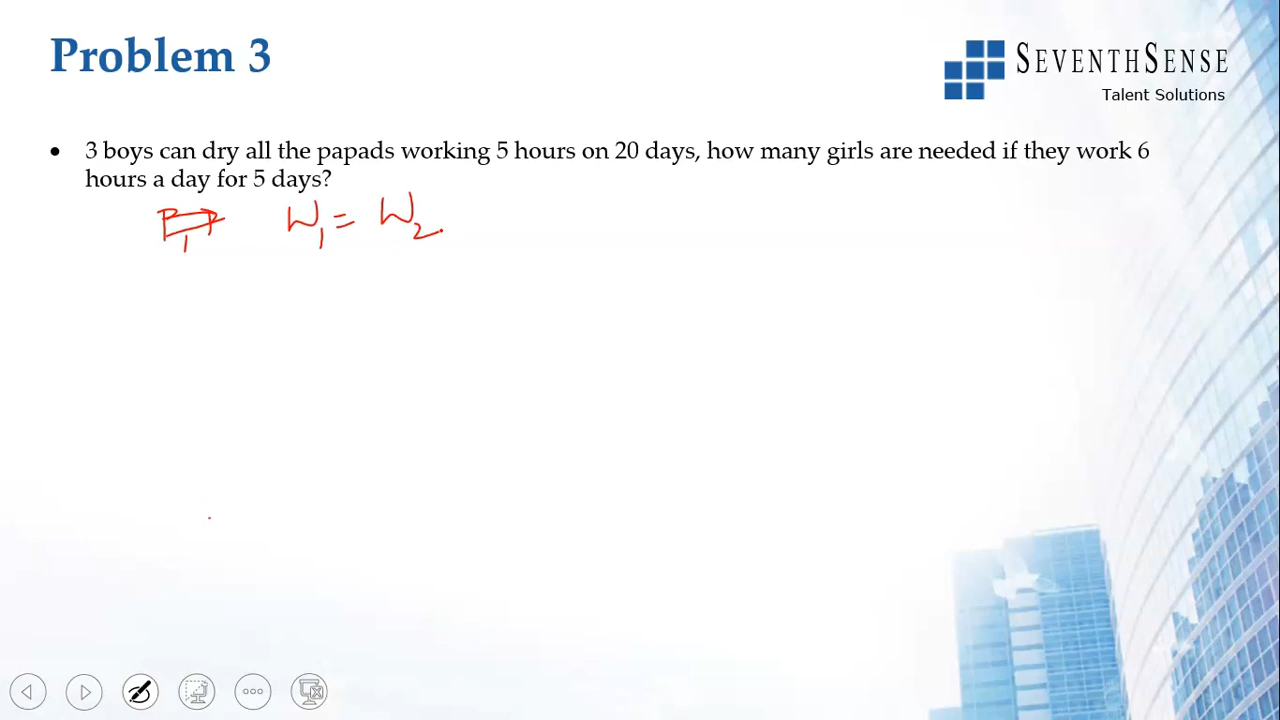 Problem 3
SEVENTHSENSE
Talent Solutions
• 3 boys can dry all the papads working 5 hours on 20 days, how many girls are needed if they work 6
hours a day for 5 days?
W₁ = W₂